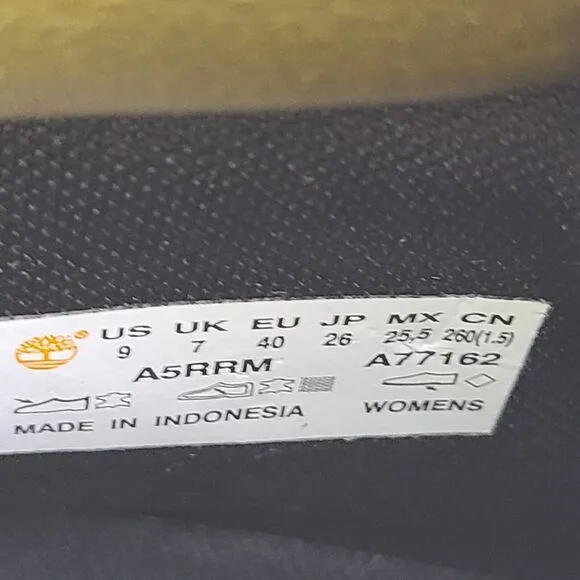 US UK EU JP MX CN
9 7 40 26 25,5 260(1.5)
A5RRM A77162
MADE IN INDONESIA WOMENS